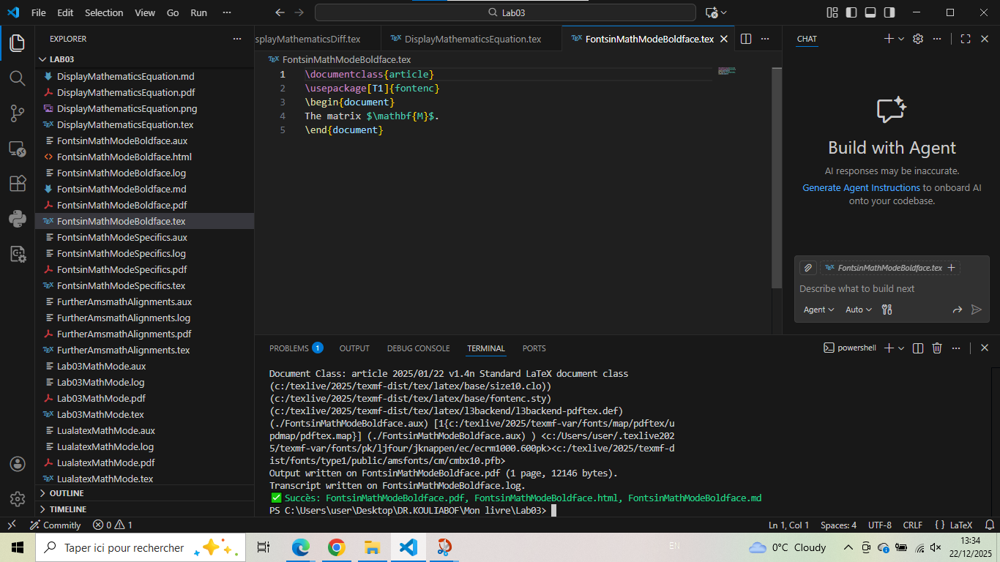 File Edit Selection View Go Run ··· Lab03
EXPLORER ···
LAB03
DisplayMathematicsEquation.md
DisplayMathematicsEquation.pdf
DisplayMathematicsEquation.png
DisplayMathematicsEquation.tex
FontsinMathModeBoldface.aux
FontsinMathModeBoldface.html
FontsinMathModeBoldface.log
FontsinMathModeBoldface.md
FontsinMathModeBoldface.pdf
FontsinMathModeBoldface.tex
FontsinMathModeSpecifics.aux
FontsinMathModeSpecifics.log
FontsinMathModeSpecifics.pdf
FontsinMathModeSpecifics.tex
FurtherAmsmathAlignments.aux
FurtherAmsmathAlignments.log
FurtherAmsmathAlignments.pdf
FurtherAmsmathAlignments.tex
Lab03MathMode.aux
Lab03MathMode.log
Lab03MathMode.pdf
Lab03MathMode.tex
LualatexMathMode.aux
LualatexMathMode.log
LualatexMathMode.pdf
LualatexMathMode.tex
OUTLINE
TIMELINE
isplayMathematicsDiff.tex DisplayMathematicsEquation.tex FontsinMathModeBoldface.tex
FontsinMathModeBoldface.tex
1 \documentclass{article}
2 \usepackage[T1]{fontenc}
3 \begin{document}
4 The matrix $\mathbf{M}$.
5 \end{document}
CHAT
Build with Agent
AI responses may be inaccurate.
Generate Agent Instructions to onboard AI
onto your codebase.
FontsinMathModeBoldface.tex
Describe what to build next
Agent Auto
PROBLEMS 1 OUTPUT DEBUG CONSOLE TERMINAL PORTS powershell
Document Class: article 2025/01/22 v1.4n Standard LaTeX document class
(c:/texlive/2025/texmf-dist/tex/latex/base/size10.clo))
(c:/texlive/2025/texmf-dist/tex/latex/base/fontenc.sty)
(c:/texlive/2025/texmf-dist/tex/latex/l3backend/l3backend-pdftex.def)
(./FontsinMathModeBoldface.aux) [1{c:/texlive/2025/texmf-var/fonts/map/pdftex/u
pdmap/pdftex.map}] (./FontsinMathModeBoldface.aux) ) <c:/Users/user/.texlive202
5/texmf-var/fonts/pk/ljfour/jknappen/ec/ecrm1000.600pk><c:/texlive/2025/texmf-d
ist/fonts/type1/public/amsfonts/cm/cmbx10.pfb>
Output written on FontsinMathModeBoldface.pdf (1 page, 12146 bytes).
Transcript written on FontsinMathModeBoldface.log.
✅ Succès: FontsinMathModeBoldface.pdf, FontsinMathModeBoldface.html, FontsinMathModeBoldface.md
PS C:\Users\user\Desktop\DR.KOULIABOF\Mon livre\Lab03>
Commitly 0 1 Ln 1, Col 1 Spaces: 4 UTF-8 CRLF { } LaTeX
Taper ici pour rechercher EN 0°C Cloudy 13:34
22/12/2025